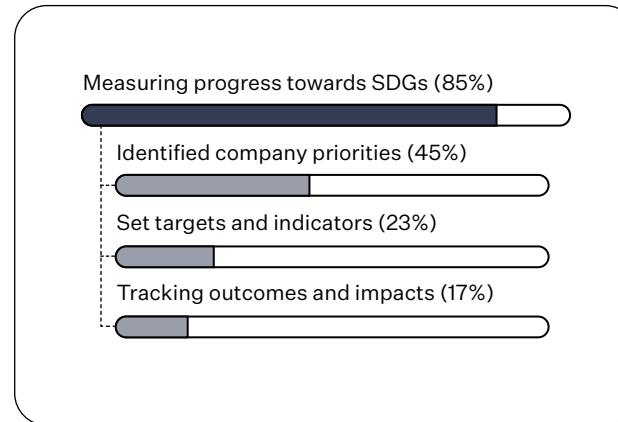 Measuring progress towards SDGs (85%)
Identified company priorities (45%)
Set targets and indicators (23%)
Tracking outcomes and impacts (17%)